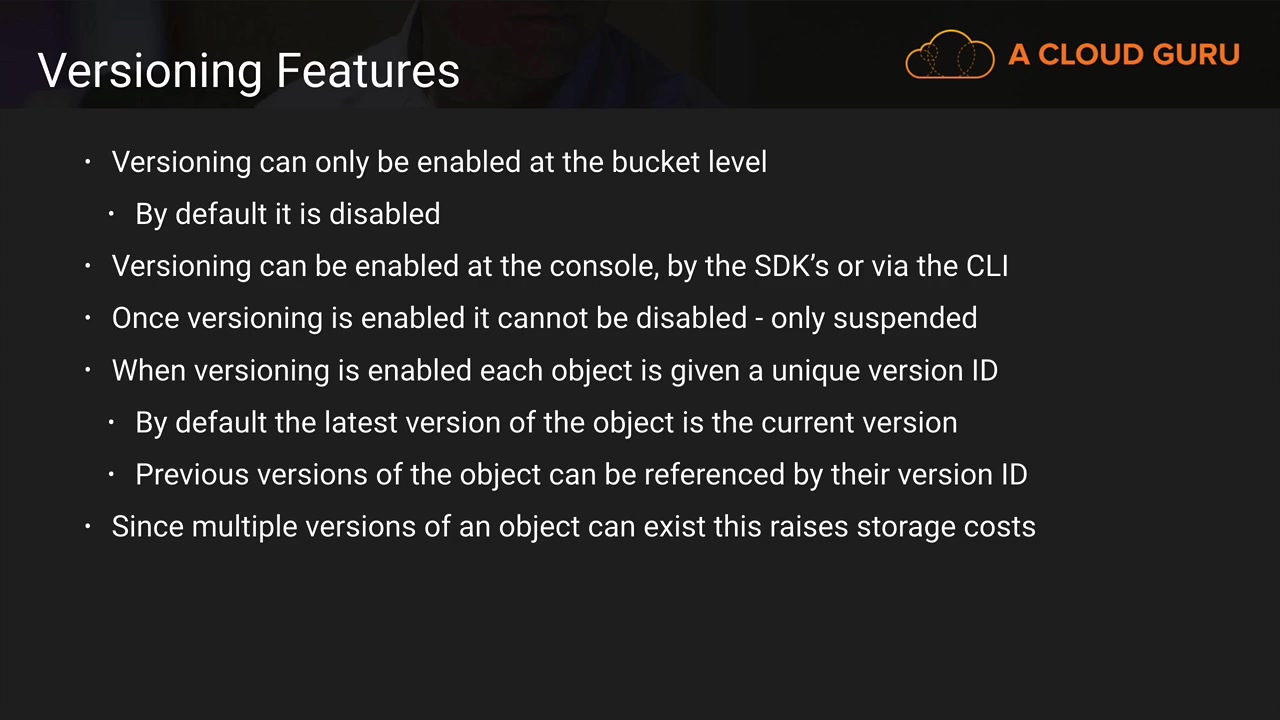 Versioning Features
A CLOUD GURU
• Versioning can only be enabled at the bucket level
• By default it is disabled
• Versioning can be enabled at the console, by the SDK’s or via the CLI
• Once versioning is enabled it cannot be disabled - only suspended
• When versioning is enabled each object is given a unique version ID
• By default the latest version of the object is the current version
• Previous versions of the object can be referenced by their version ID
• Since multiple versions of an object can exist this raises storage costs